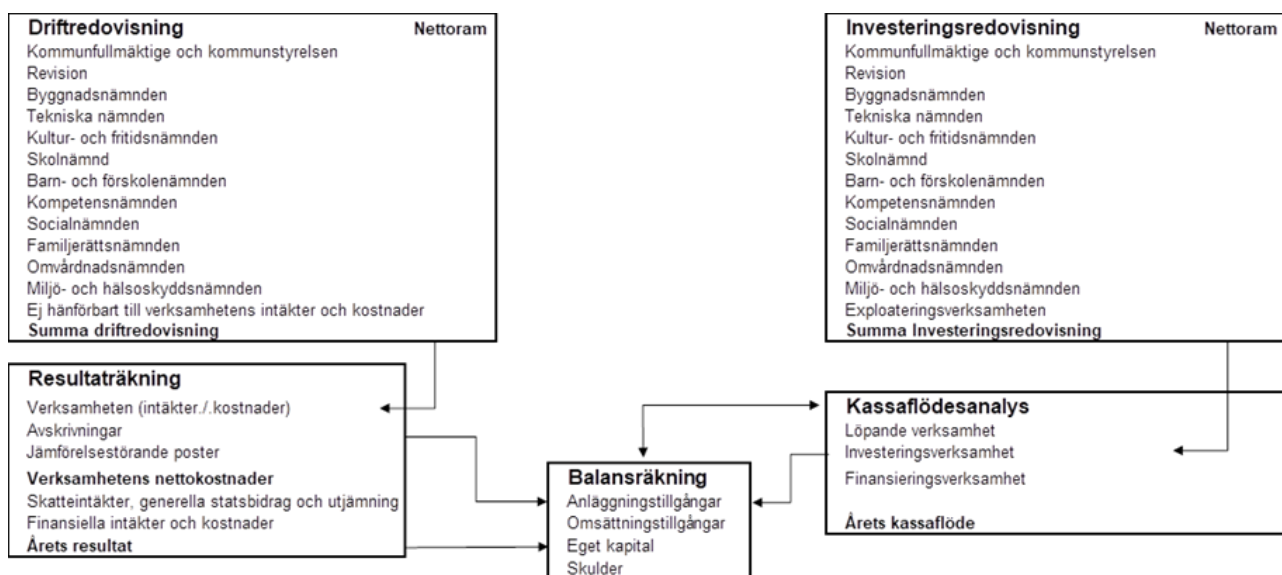 Driftredovisning Nettoram
Kommunfullmäktige och kommunstyrelsen
Revision
Byggnadsnämnden
Tekniska nämnden
Kultur- och fritidsnämnden
Skolnämnd
Barn- och förskolenämnden
Kompetensnämnden
Socialnämnden
Familjerättsnämnden
Omvårdnadsnämnden
Miljö- och hälsoskyddsnämnden
Ej hänförbart till verksamhetens intäkter och kostnader
Summa driftredovisning
Investeringsredovisning Nettoram
Kommunfullmäktige och kommunstyrelsen
Revision
Byggnadsnämnden
Tekniska nämnden
Kultur- och fritidsnämnden
Skolnämnd
Barn- och förskolenämnden
Kompetensnämnden
Socialnämnden
Familjerättsnämnden
Omvårdnadsnämnden
Miljö- och hälsoskyddsnämnden
Exploateringsverksamheten
Summa Investeringsredovisning
Resultaträkning
Verksamheten (intäkter./.kostnader)
Avskrivningar
Jämförelsestörande poster
Verksamhetens nettokostnader
Skatteintäkter, generella statsbidrag och utjämning
Finansiella intäkter och kostnader
Årets resultat
Balansräkning
Anläggningstillgångar
Omsättningstillgångar
Eget kapital
Skulder
Kassaflödesanalys
Löpande verksamhet
Investeringsverksamhet
Finansieringsverksamhet
Årets kassaflöde